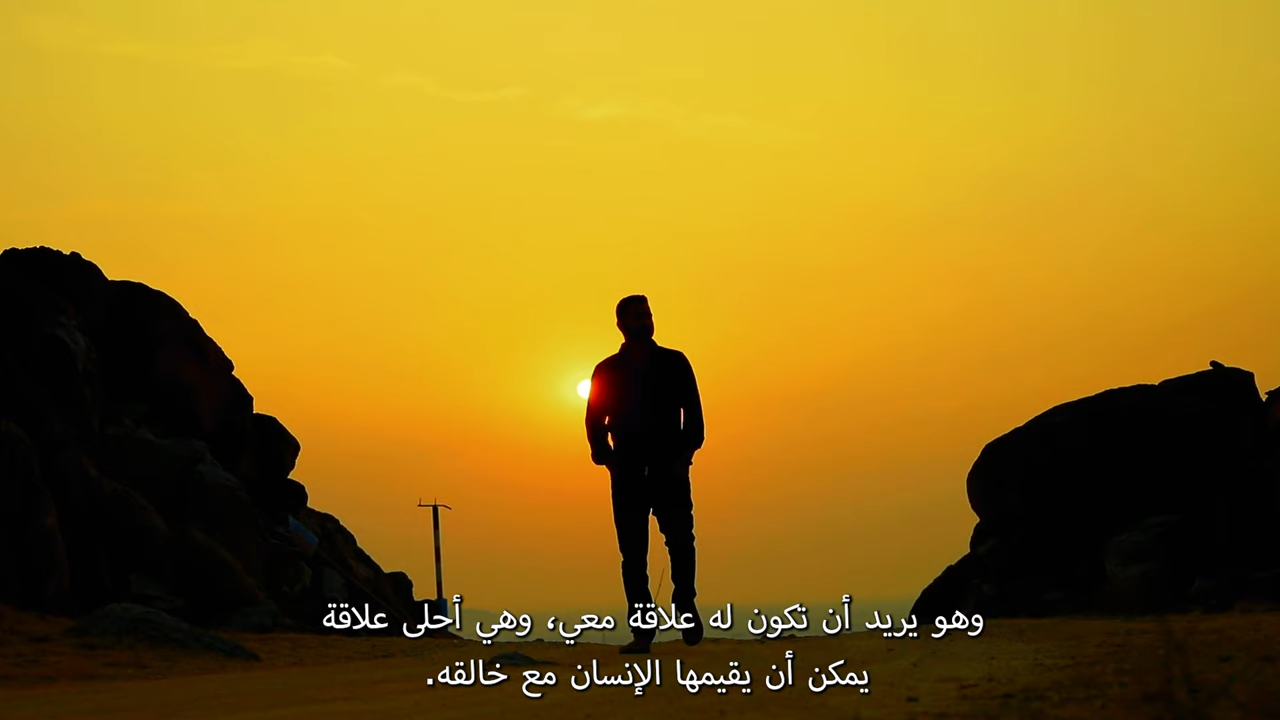 وهو يريد أن تكون له علاقة معي، وهي أحلى علاقة
يمكن أن يقيمها الإنسان مع خالقه.